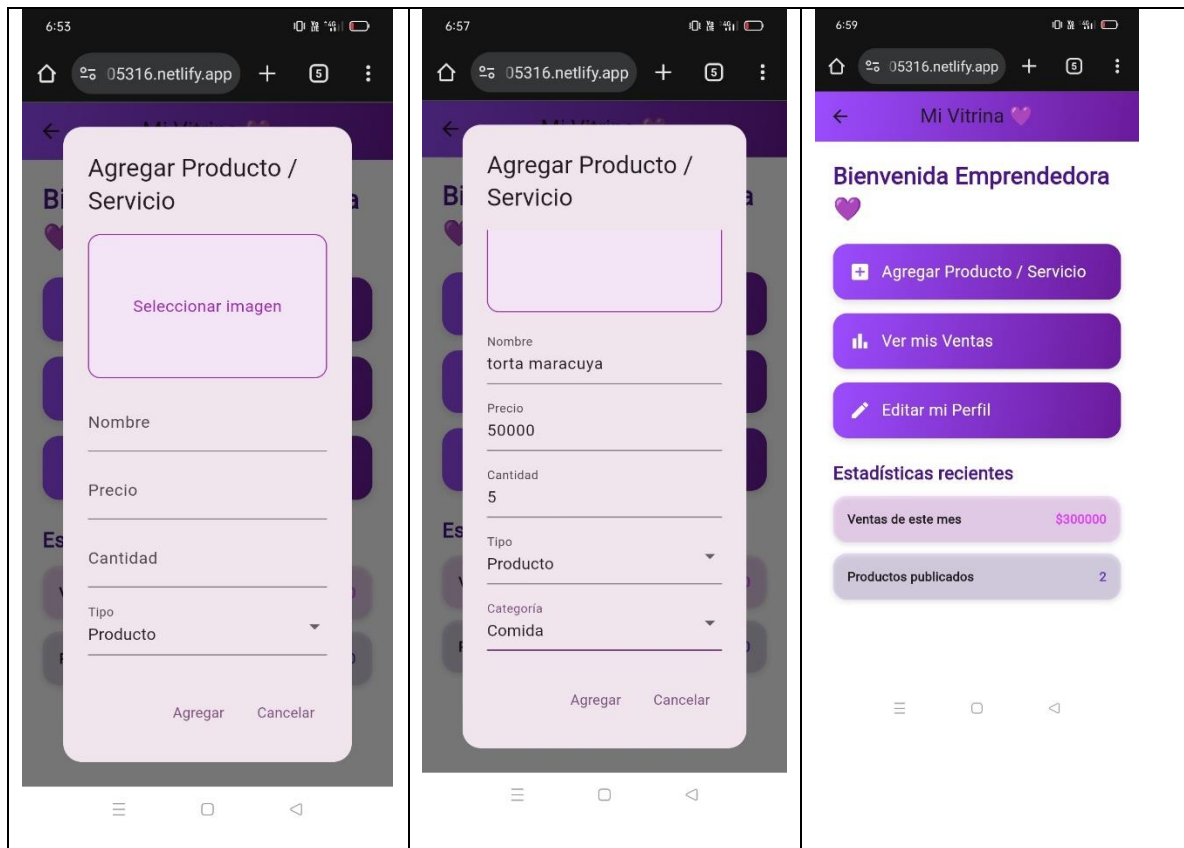 6:53
05316.netlify.app
5
Agregar Producto /
Servicio
Seleccionar imagen
Nombre
Precio
Cantidad
Tipo
Producto
Agregar Cancelar
6:57
05316.netlify.app
5
Agregar Producto /
Servicio
Nombre
torta maracuya
Precio
50000
Cantidad
5
Tipo
Producto
Categoría
Comida
Agregar Cancelar
6:59
05316.netlify.app
5
Mi Vitrina 💜
Bienvenida Emprendedora
💜
Agregar Producto / Servicio
Ver mis Ventas
Editar mi Perfil
Estadísticas recientes
Ventas de este mes $300000
Productos publicados 2